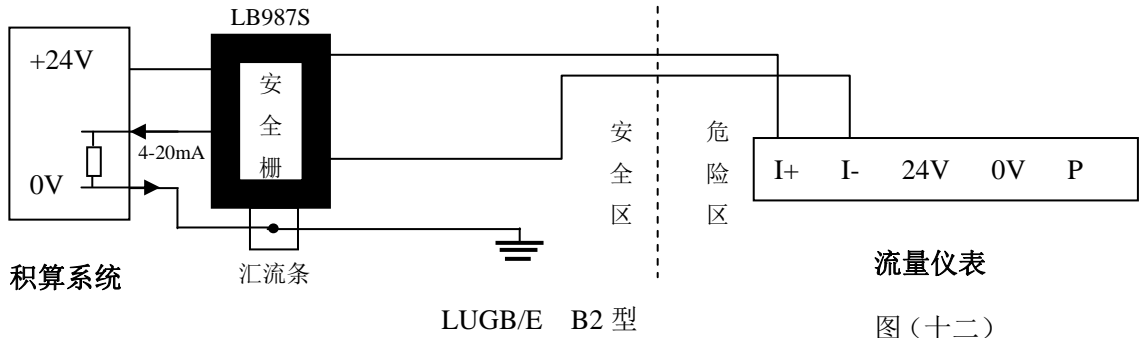 LB987S
+24V
安全栅
4-20mA
0V
安全区
危险区
I+ I- 24V 0V P
积算系统
汇流条
流量仪表
LUGB/E B2 型
图（十二）